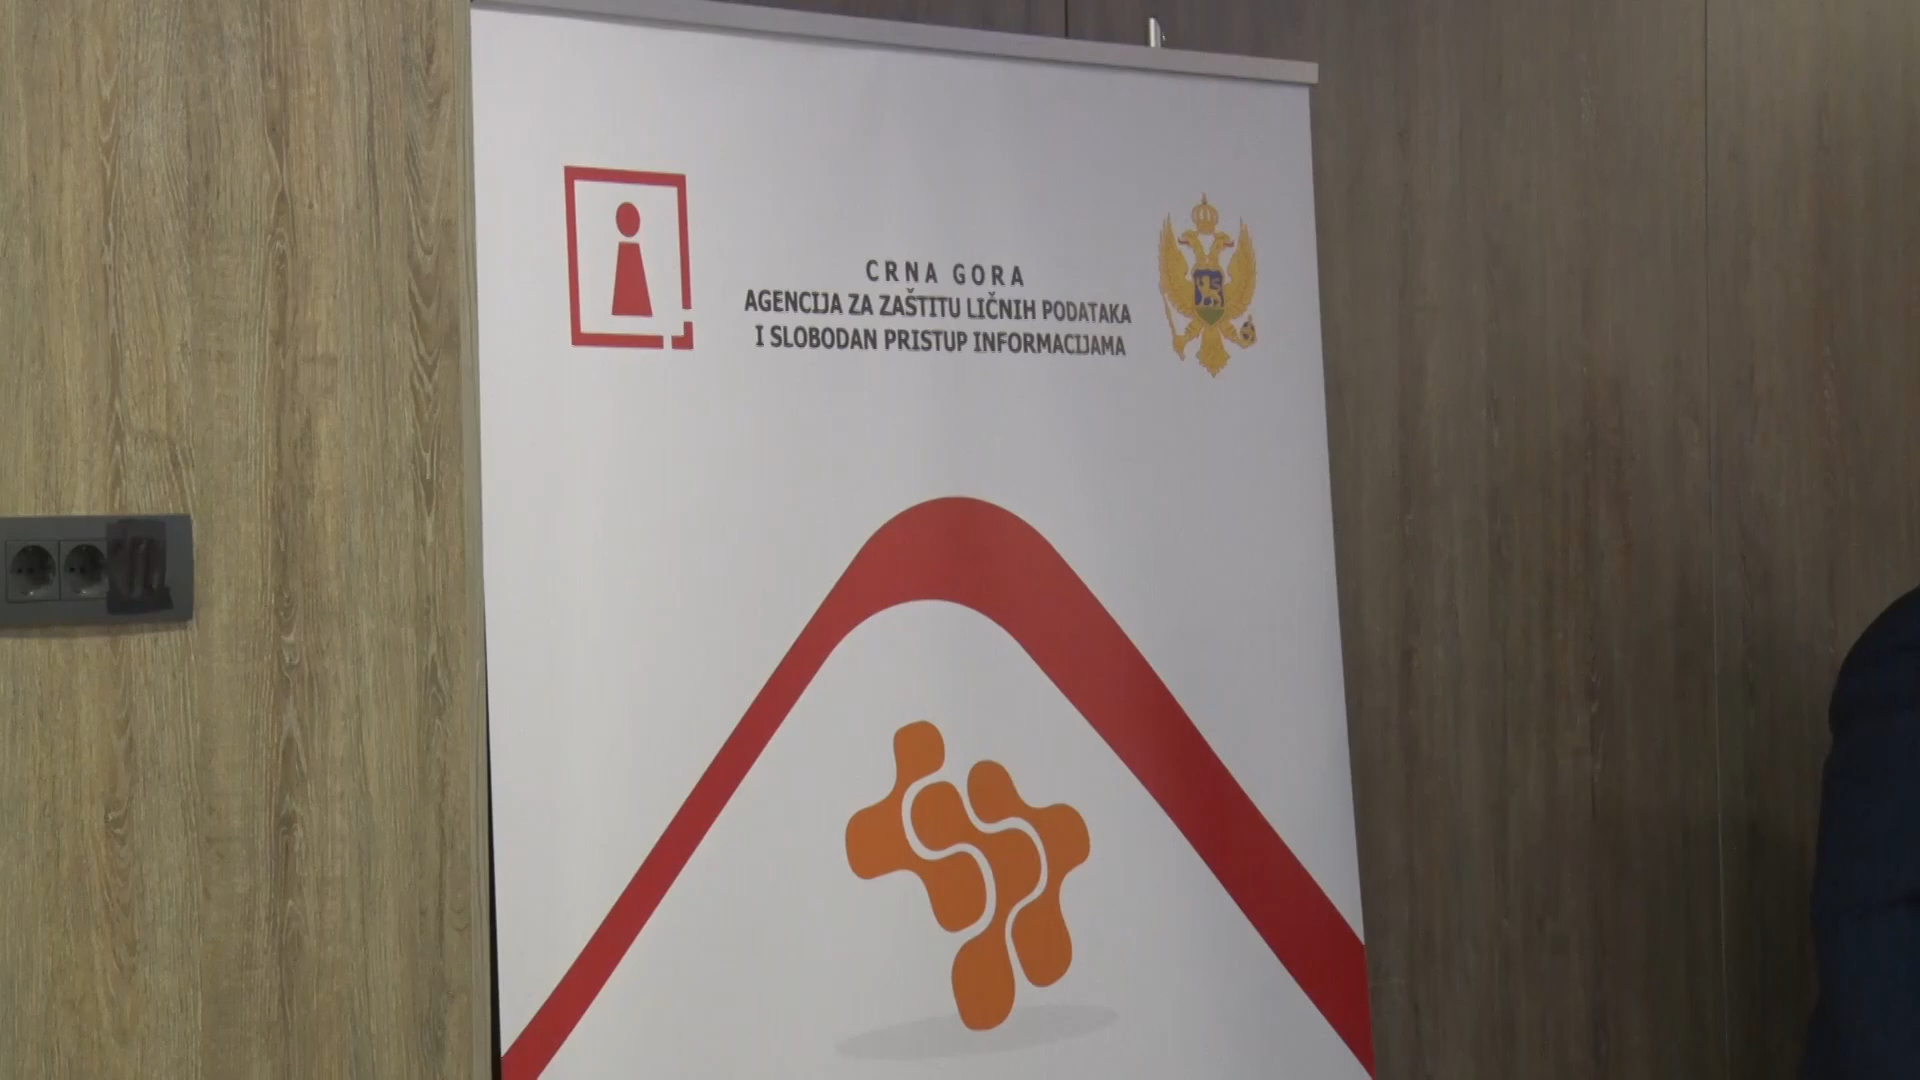 CRNA GORA
AGENCIJA ZA ZAŠTITU LIČNIH PODATAKA
I SLOBODAN PRISTUP INFORMACIJAMA